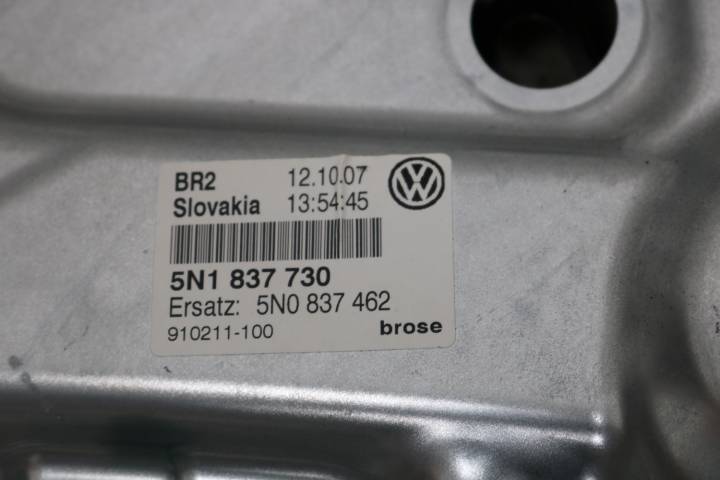 BR2 12.10.07
Slovakia 13:54:45
5N1 837 730
Ersatz: 5N0 837 462
910211-100 brose